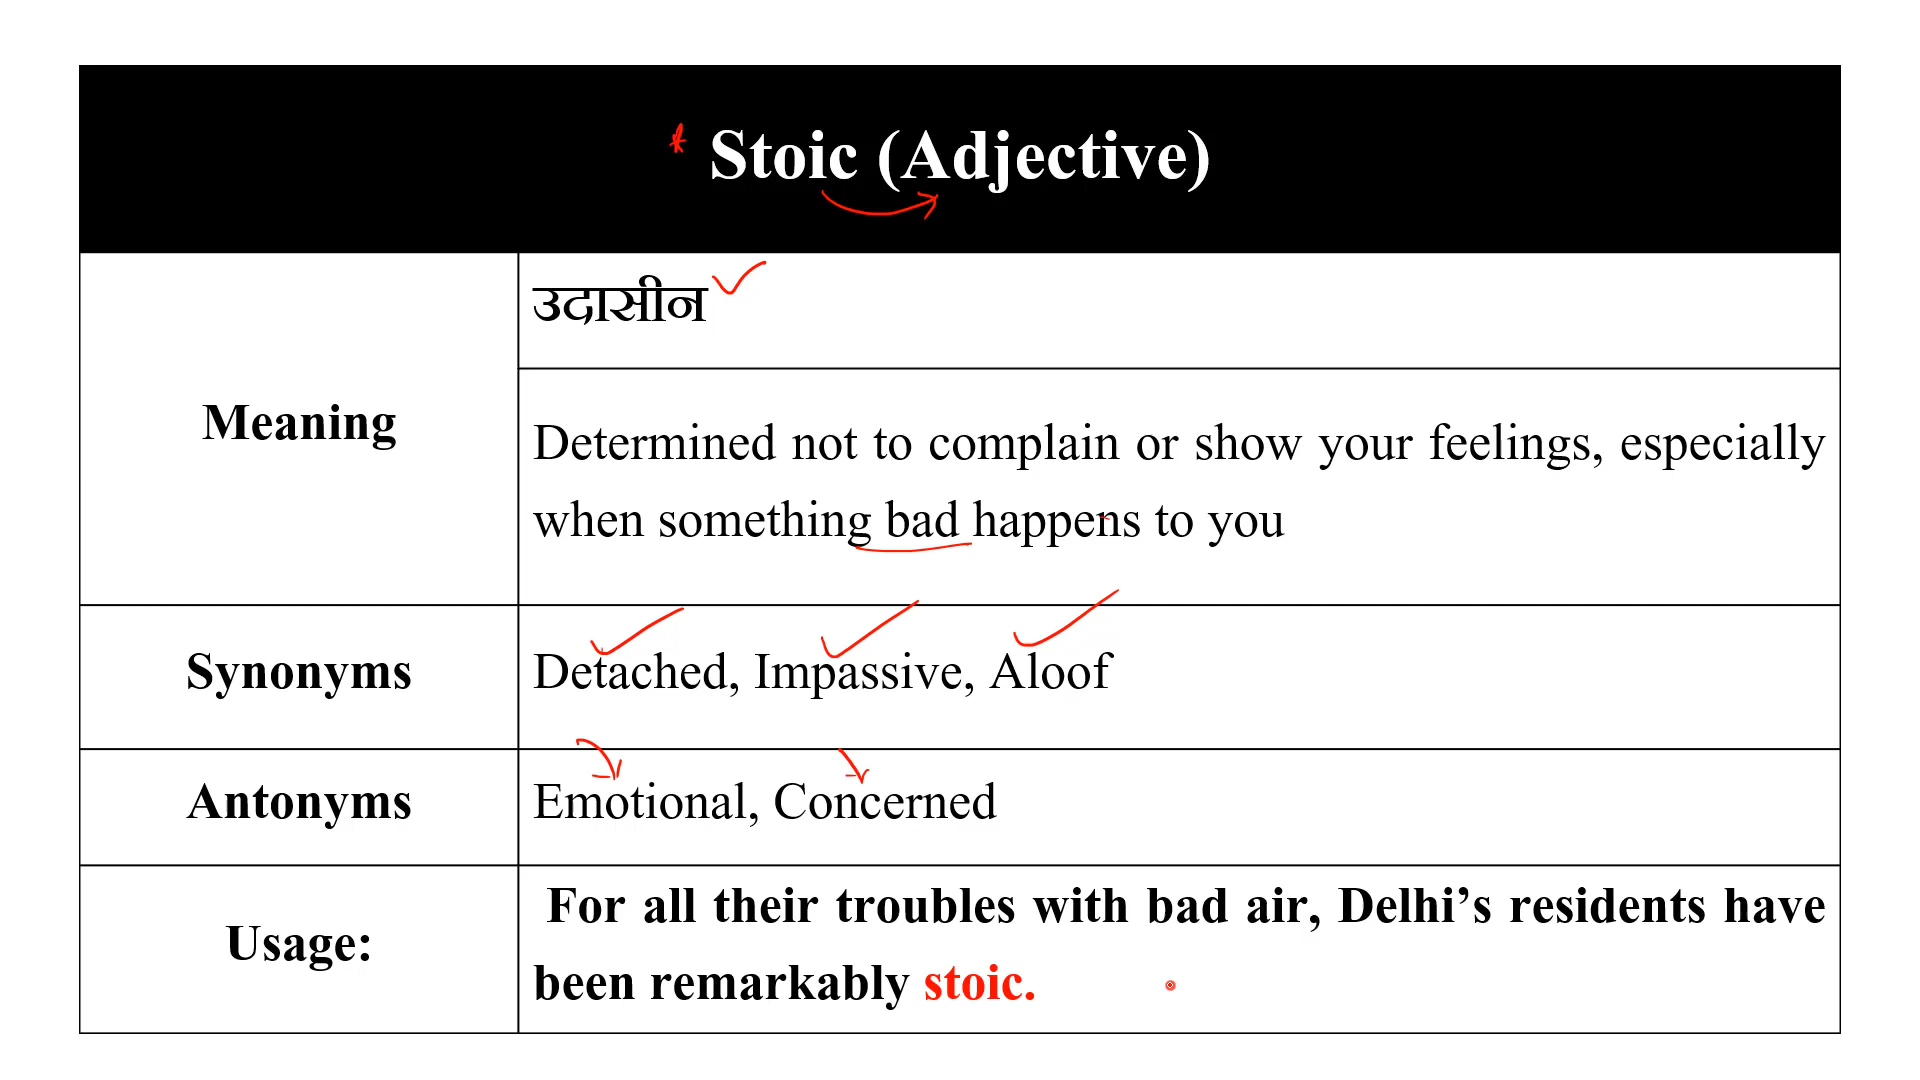 * Stoic (Adjective)
उदासीन
Meaning
Determined not to complain or show your feelings, especially
when something bad happens to you
Synonyms
Detached, Impassive, Aloof
Antonyms
Emotional, Concerned
Usage:
For all their troubles with bad air, Delhi’s residents have
been remarkably stoic.